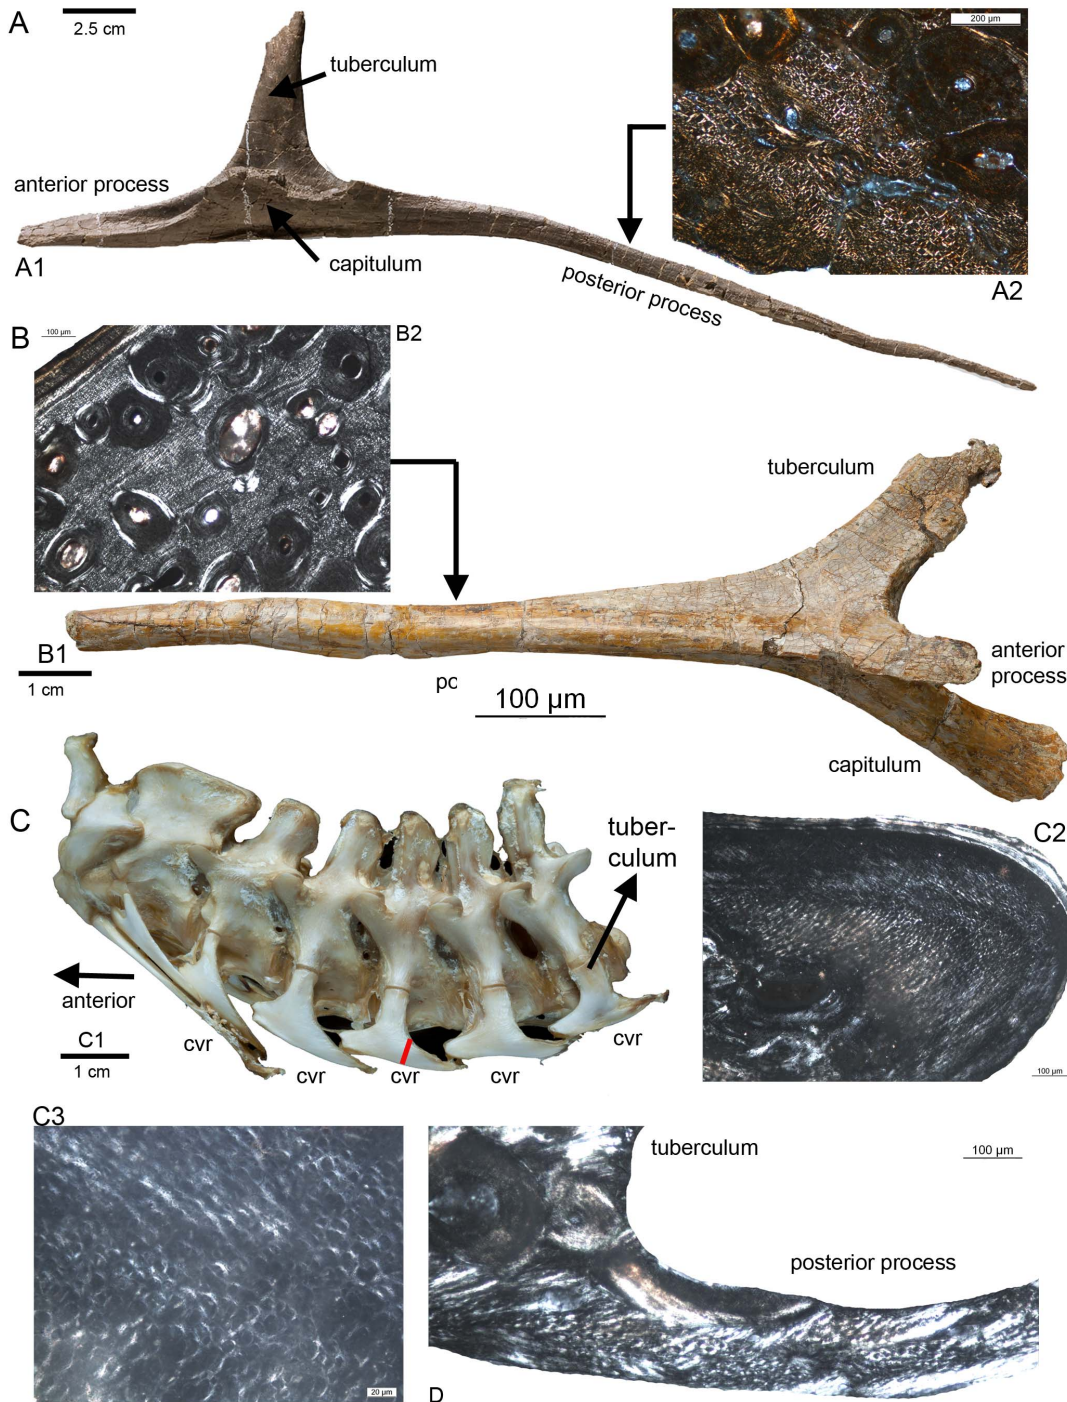 A
2.5 cm
tuberculum
200 µm
anterior process
capitulum
A1
posterior process
A2
B
100 µm
B2
tuberculum
B1
1 cm
po
100 µm
anterior
process
capitulum
C
tuber-
culum
C2
anterior
C1
1 cm
cvr
cvr
cvr
cvr
cvr
100 µm
C3
tuberculum
100 µm
posterior process
20 µm
D